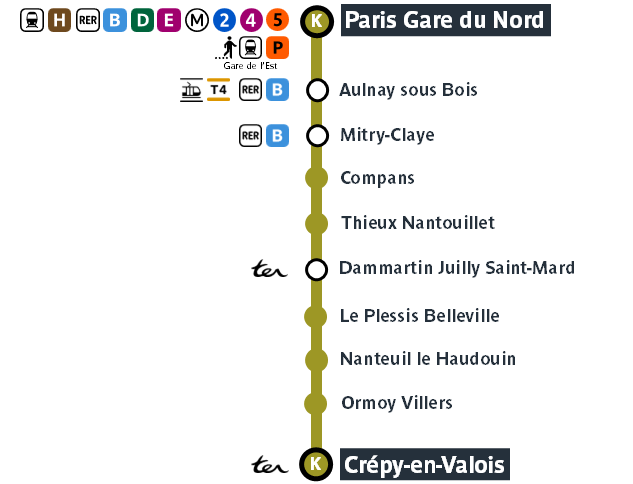 H RER B D E M 2 4 5 K Paris Gare du Nord
P
Gare de l'Est
T4 RER B Aulnay sous Bois
RER B Mitry-Claye
Compans
Thieux Nantouillet
ter Dammartin Juilly Saint-Mard
Le Plessis Belleville
Nanteuil le Haudouin
Ormoy Villers
ter K Crépy-en-Valois